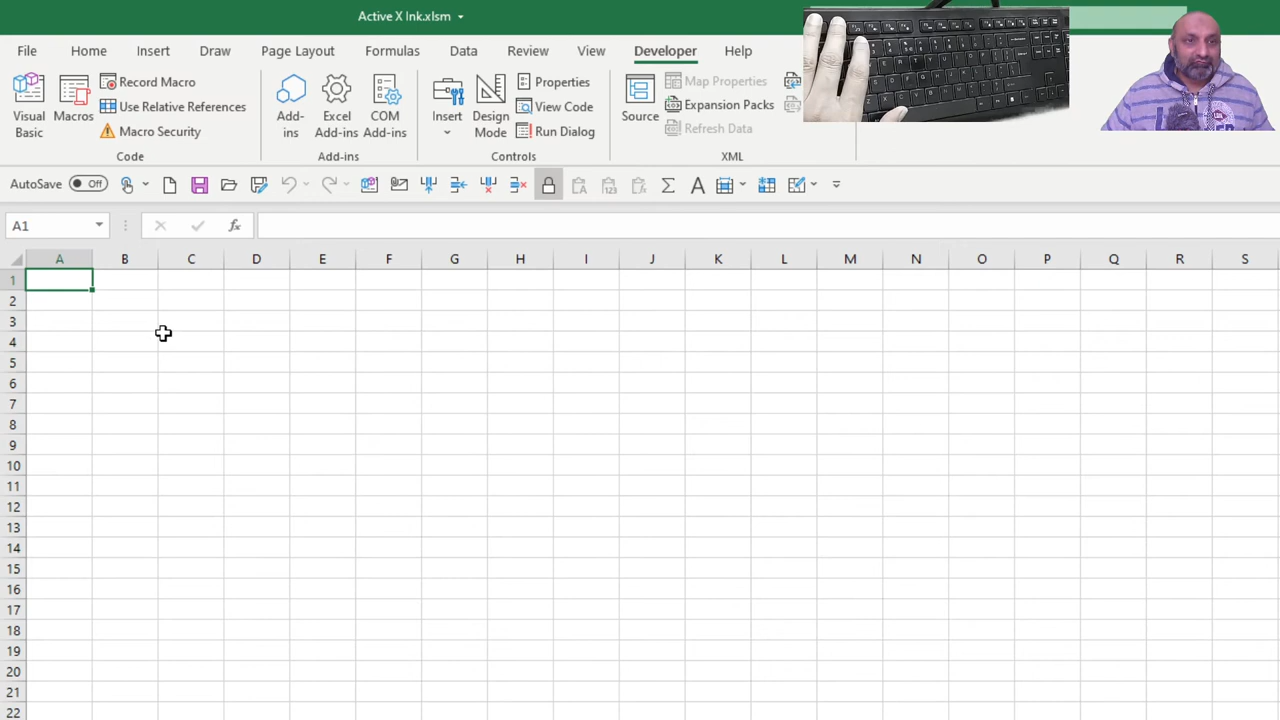 Active X Ink.xlsm
File Home Insert Draw Page Layout Formulas Data Review View Developer Help
Visual Basic
Macros
Record Macro
Use Relative References
Macro Security
Code
Add-ins
Excel Add-ins
COM Add-ins
Add-ins
Insert
Design Mode
Properties
View Code
Run Dialog
Controls
Source
Map Properties
Expansion Packs
Refresh Data
XML
AutoSave Off
A1 fx
A B C D E F G H I J K L M N O P Q R S
1
2
3
4
5
6
7
8
9
10
11
12
13
14
15
16
17
18
19
20
21
22